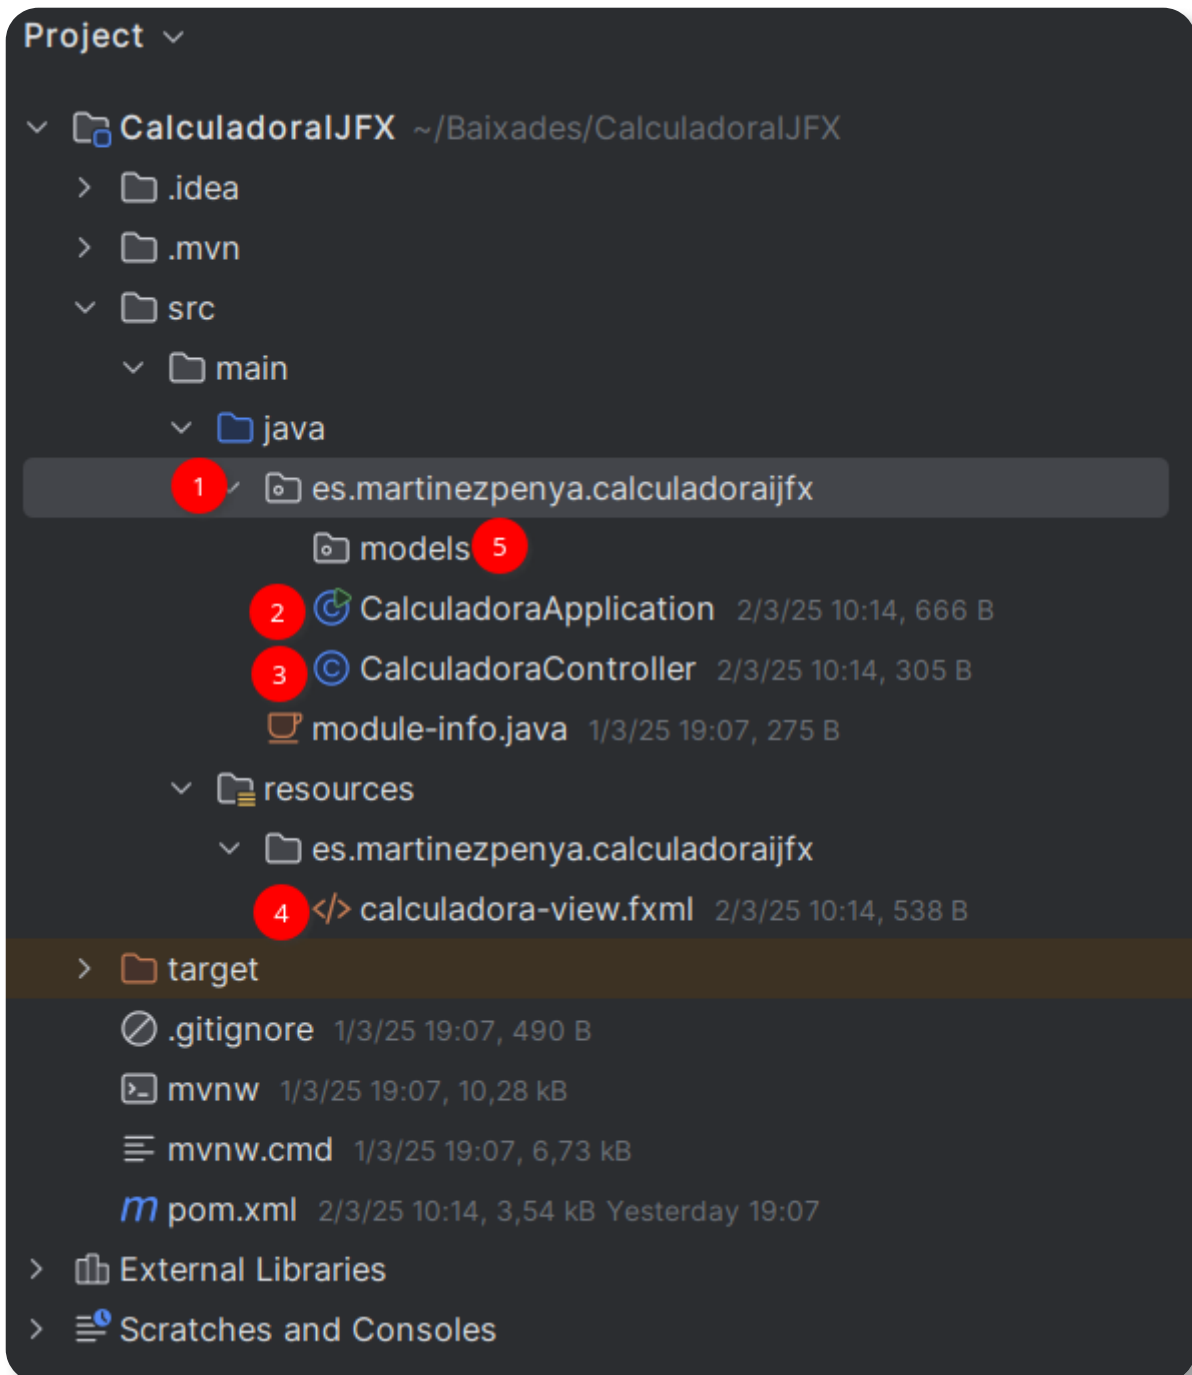 Project
CalculadoraIJFX ~/Baixades/CalculadoraIJFX
.idea
.mvn
src
main
java
1 es.martinezpenya.calculadoraijfx
models 5
2 CalculadoraApplication 2/3/25 10:14, 666 B
3 CalculadoraController 2/3/25 10:14, 305 B
module-info.java 1/3/25 19:07, 275 B
resources
es.martinezpenya.calculadoraijfx
4 </> calculadora-view.fxml 2/3/25 10:14, 538 B
target
.gitignore 1/3/25 19:07, 490 B
mvnw 1/3/25 19:07, 10,28 kB
mvnw.cmd 1/3/25 19:07, 6,73 kB
m pom.xml 2/3/25 10:14, 3,54 kB Yesterday 19:07
External Libraries
Scratches and Consoles